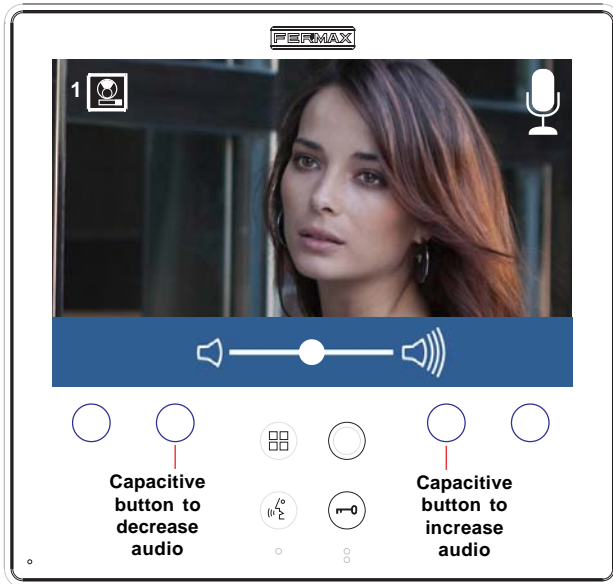 FERMAX
1
Capacitive
button to
decrease
audio
Capacitive
button to
increase
audio